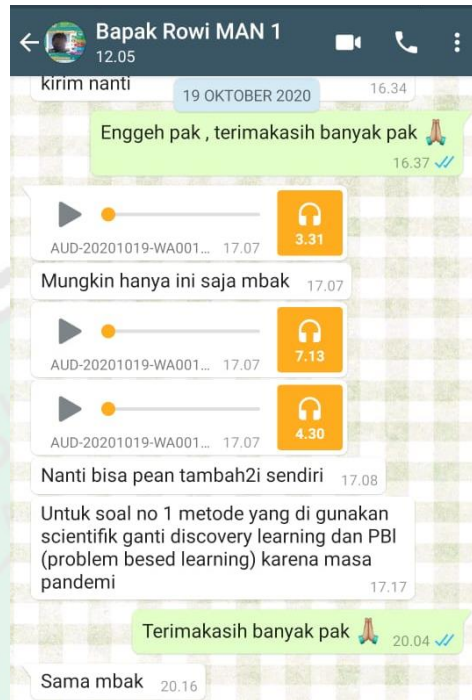 Bapak Rowi MAN 1
12.05
kirim nanti 16.34
19 OKTOBER 2020
Enggeh pak , terimakasih banyak pak 🙏🏼
16.37
3.31
AUD-20201019-WA001... 17.07
Mungkin hanya ini saja mbak 17.07
7.13
AUD-20201019-WA001... 17.07
4.30
AUD-20201019-WA001... 17.07
Nanti bisa pean tambah2i sendiri 17.08
Untuk soal no 1 metode yang di gunakan
scientifik ganti discovery learning dan PBl
(problem besed learning) karena masa
pandemi 17.17
Terimakasih banyak pak 🙏🏼 20.04
Sama mbak 20.16